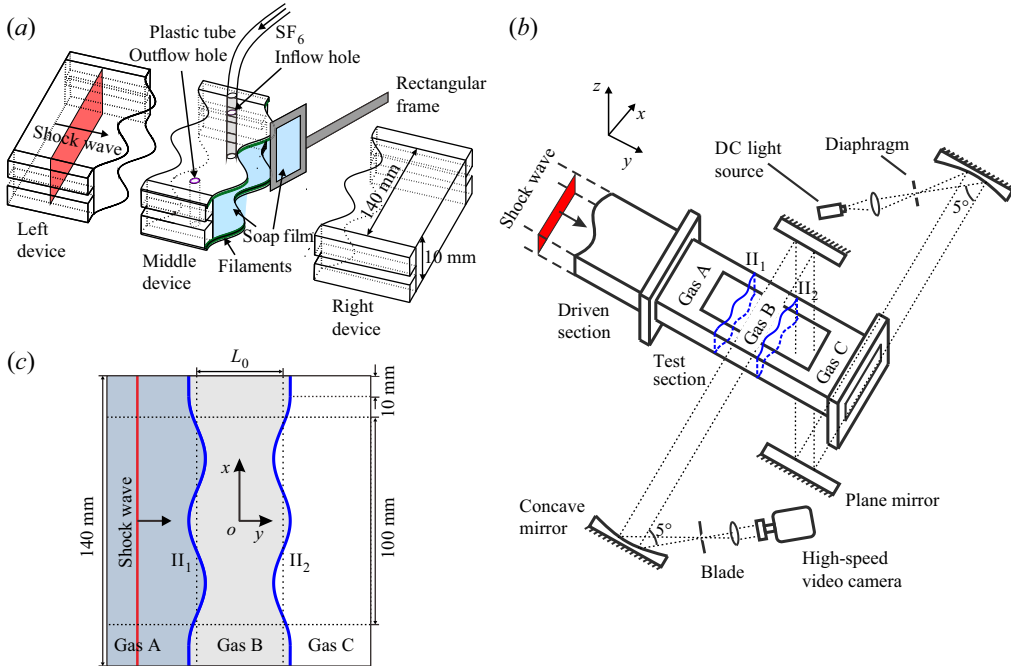 (a)
Plastic tube
SF6
Outflow hole
Inflow hole
Rectangular
frame
Shock wave
140 mm
10 mm
Left
device
Middle
device
Soap film
Filaments
Right
device
(b)
z
x
y
DC light
source
Diaphragm
5°
Shock wave
Driven
section
Gas A
II1
Gas B
II2
Gas C
Test
section
Concave
mirror
5°
Blade
Plane mirror
High-speed
video camera
(c)
L0
10 mm
140 mm
Shock wave
x
o
y
II1
II2
100 mm
Gas A
Gas B
Gas C